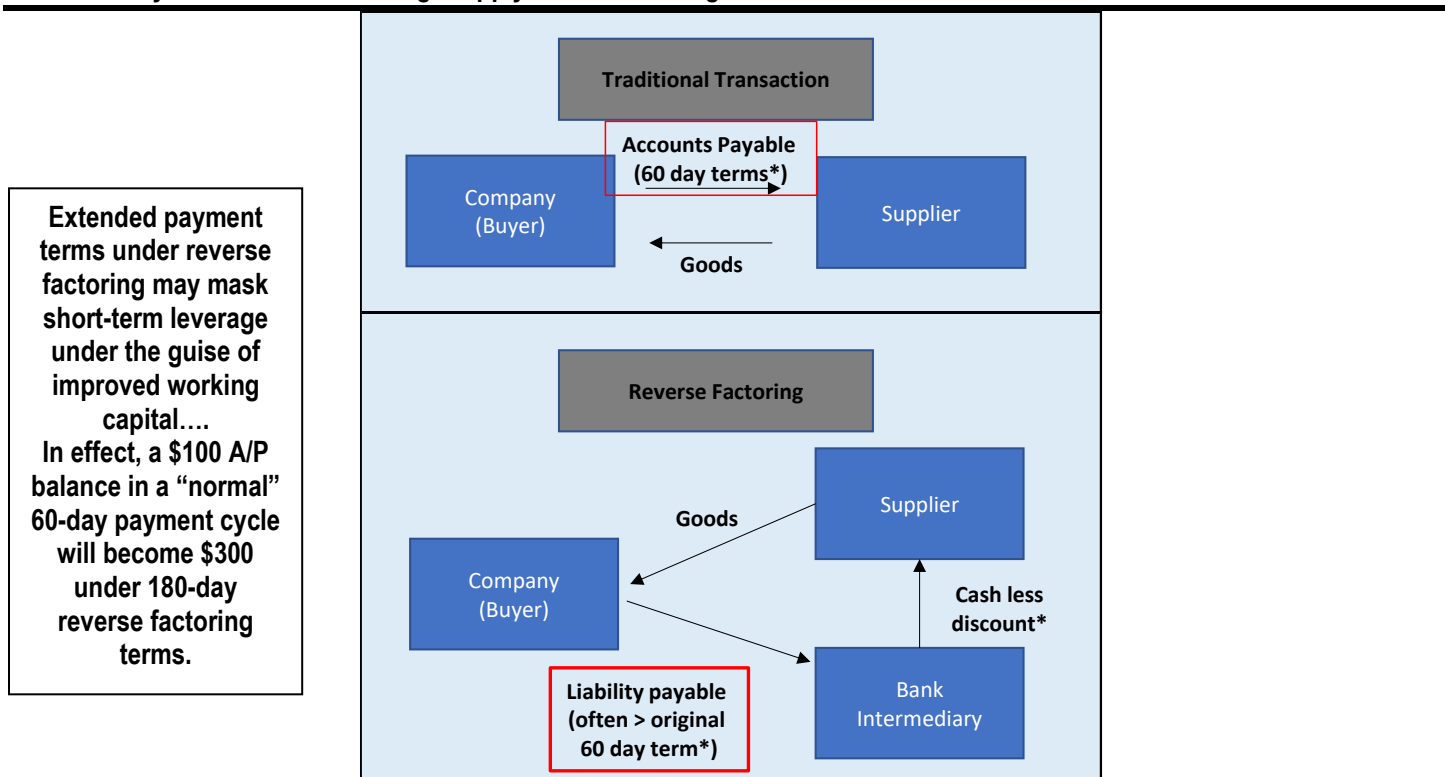 Extended payment
terms under reverse
factoring may mask
short-term leverage
under the guise of
improved working
capital….
In effect, a $100 A/P
balance in a “normal”
60-day payment cycle
will become $300
under 180-day
reverse factoring
terms.
Traditional Transaction
Accounts Payable
(60 day terms*)
Company
(Buyer)
Supplier
Goods
Reverse Factoring
Supplier
Goods
Company
(Buyer)
Cash less
discount*
Liability payable
(often > original
60 day term*)
Bank
Intermediary